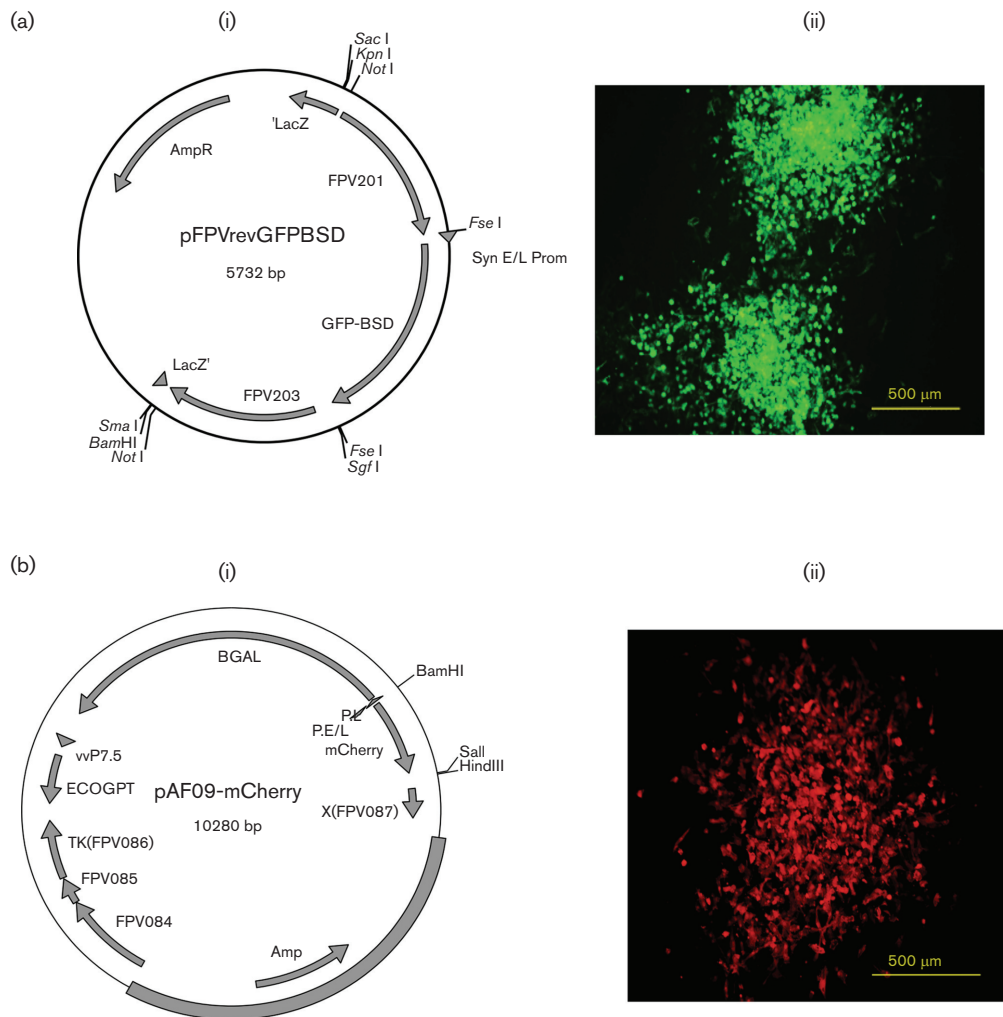 (a)
(i)
(ii)
Sac I
Kpn I
Not I
'LacZ
AmpR
FPV201
Fse I
pFPVrevGFPBSD
5732 bp
Syn E/L Prom
GFP-BSD
LacZ'
FPV203
Sma I
BamHI
Not I
Fse I
Sgf I
500 µm
(b)
(i)
(ii)
BGAL
BamHI
P.L
P.E/L
mCherry
vvP7.5
SalI
HindIII
ECOGPT
pAF09-mCherry
10280 bp
X(FPV087)
TK(FPV086)
FPV085
FPV084
Amp
500 µm